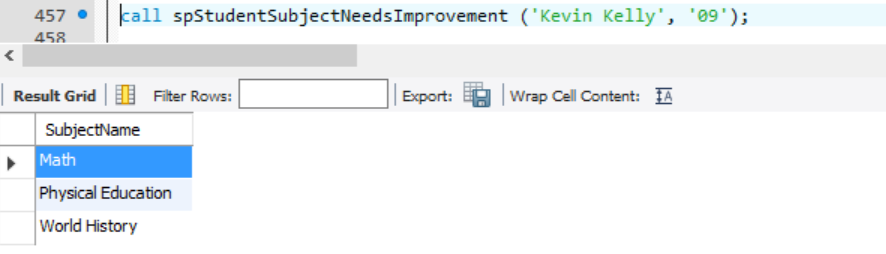 457 call spStudentSubjectNeedsImprovement ('Kevin Kelly', '09');
458
Result Grid Filter Rows: Export: Wrap Cell Content: IA
SubjectName
Math
Physical Education
World History